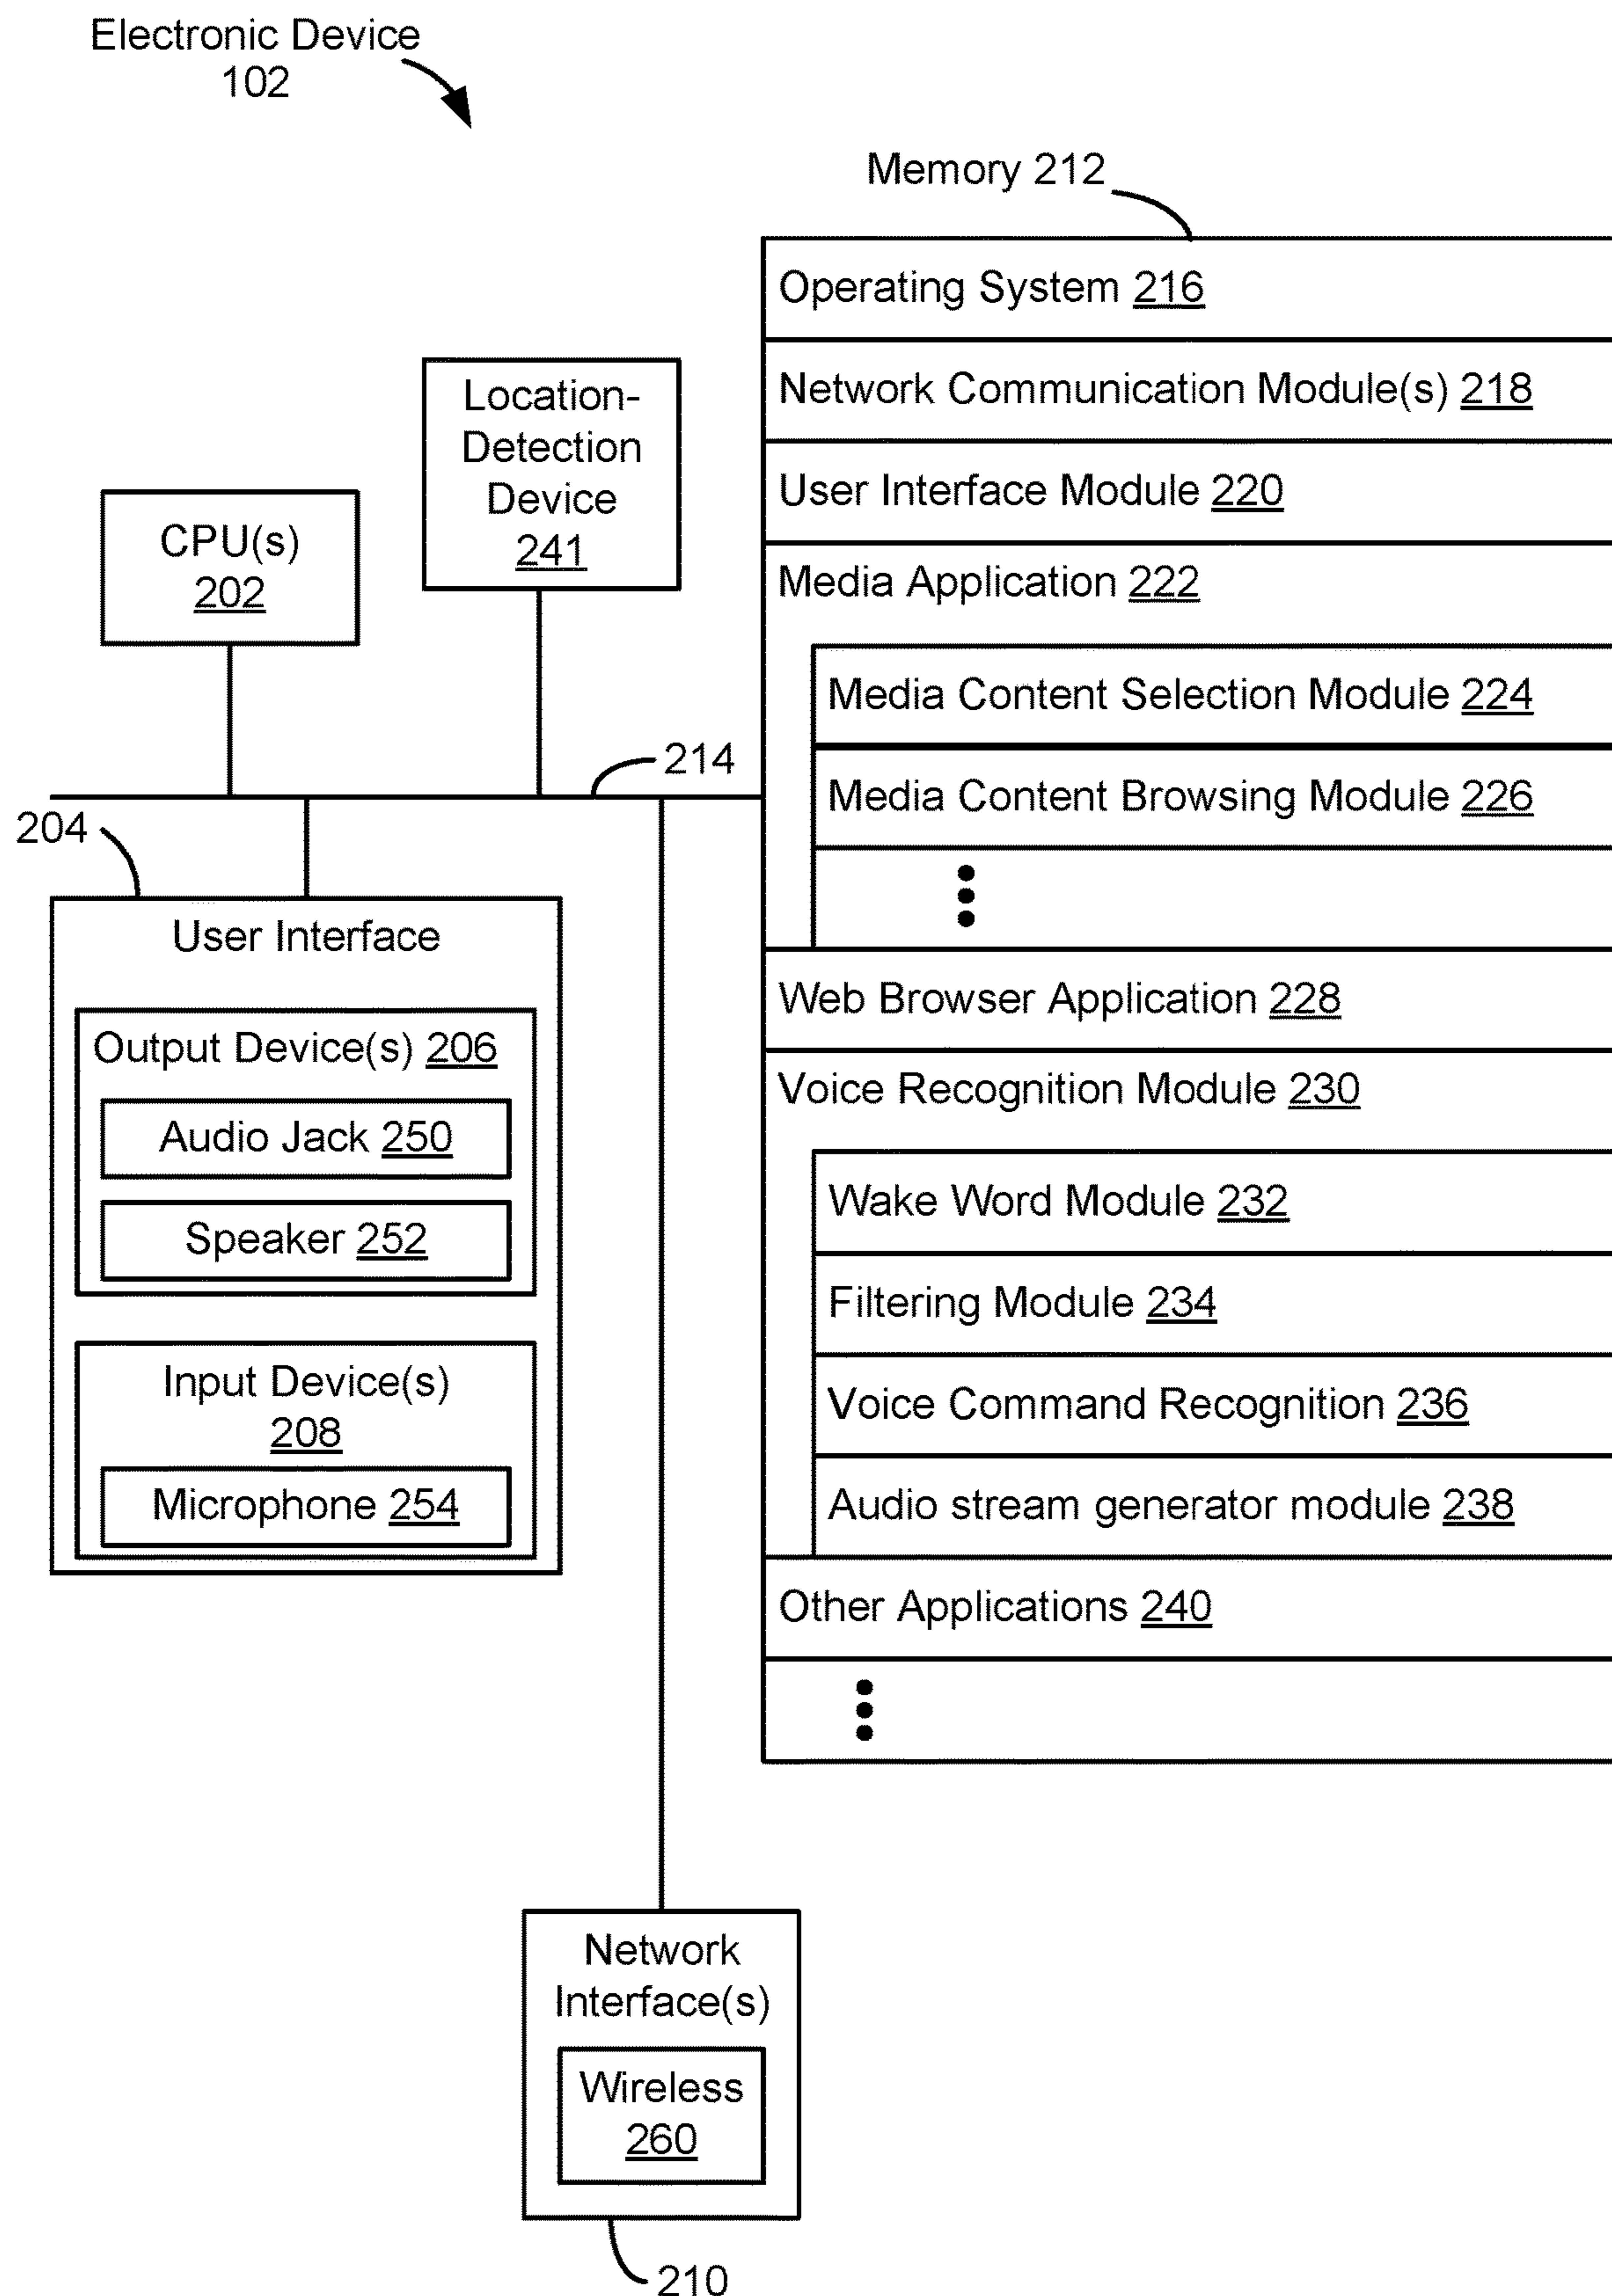 Electronic Device
102
Memory 212
Operating System 216
Network Communication Module(s) 218
User Interface Module 220
Media Application 222
Media Content Selection Module 224
Media Content Browsing Module 226
Web Browser Application 228
Voice Recognition Module 230
Wake Word Module 232
Filtering Module 234
Voice Command Recognition 236
Audio stream generator module 238
Other Applications 240
Location-
Detection
Device
241
CPU(s)
202
214
204
User Interface
Output Device(s) 206
Audio Jack 250
Speaker 252
Input Device(s)
208
Microphone 254
Network
Interface(s)
Wireless
260
210